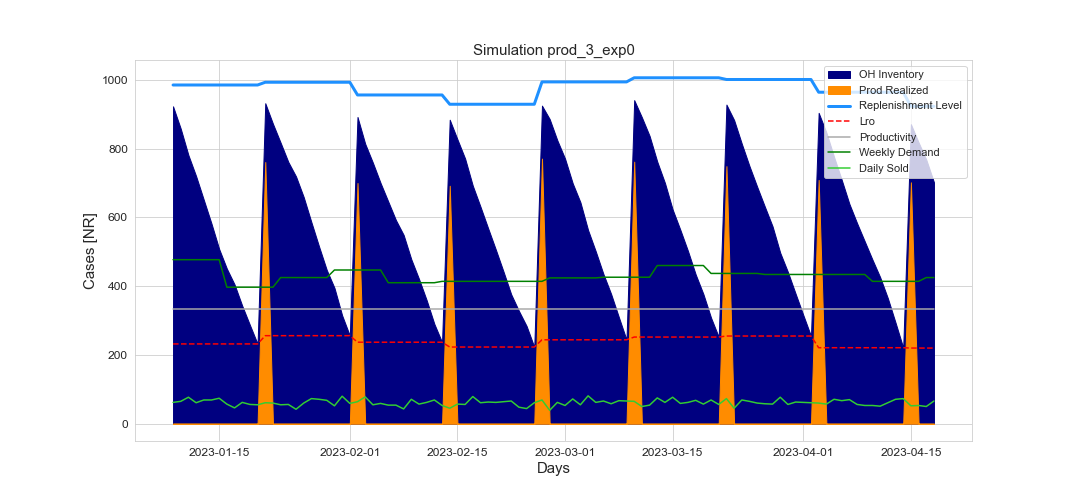 Simulation prod_3_exp0
Cases [NR]
1000
800
600
400
200
0
OH Inventory
Prod Realized
Replenishment Level
Lro
Productivity
Weekly Demand
Daily Sold
2023-01-15
2023-02-01
2023-02-15
2023-03-01
2023-03-15
2023-04-01
2023-04-15
Days